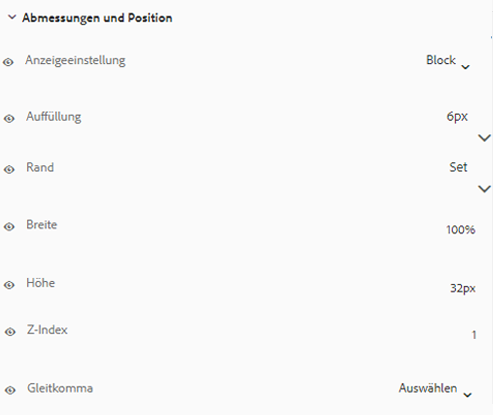 Abmessungen und Position
Anzeigeeinstellung Block
Auffüllung 6px
Rand Set
Breite 100%
Höhe 32px
Z-Index 1
Gleitkomma Auswählen